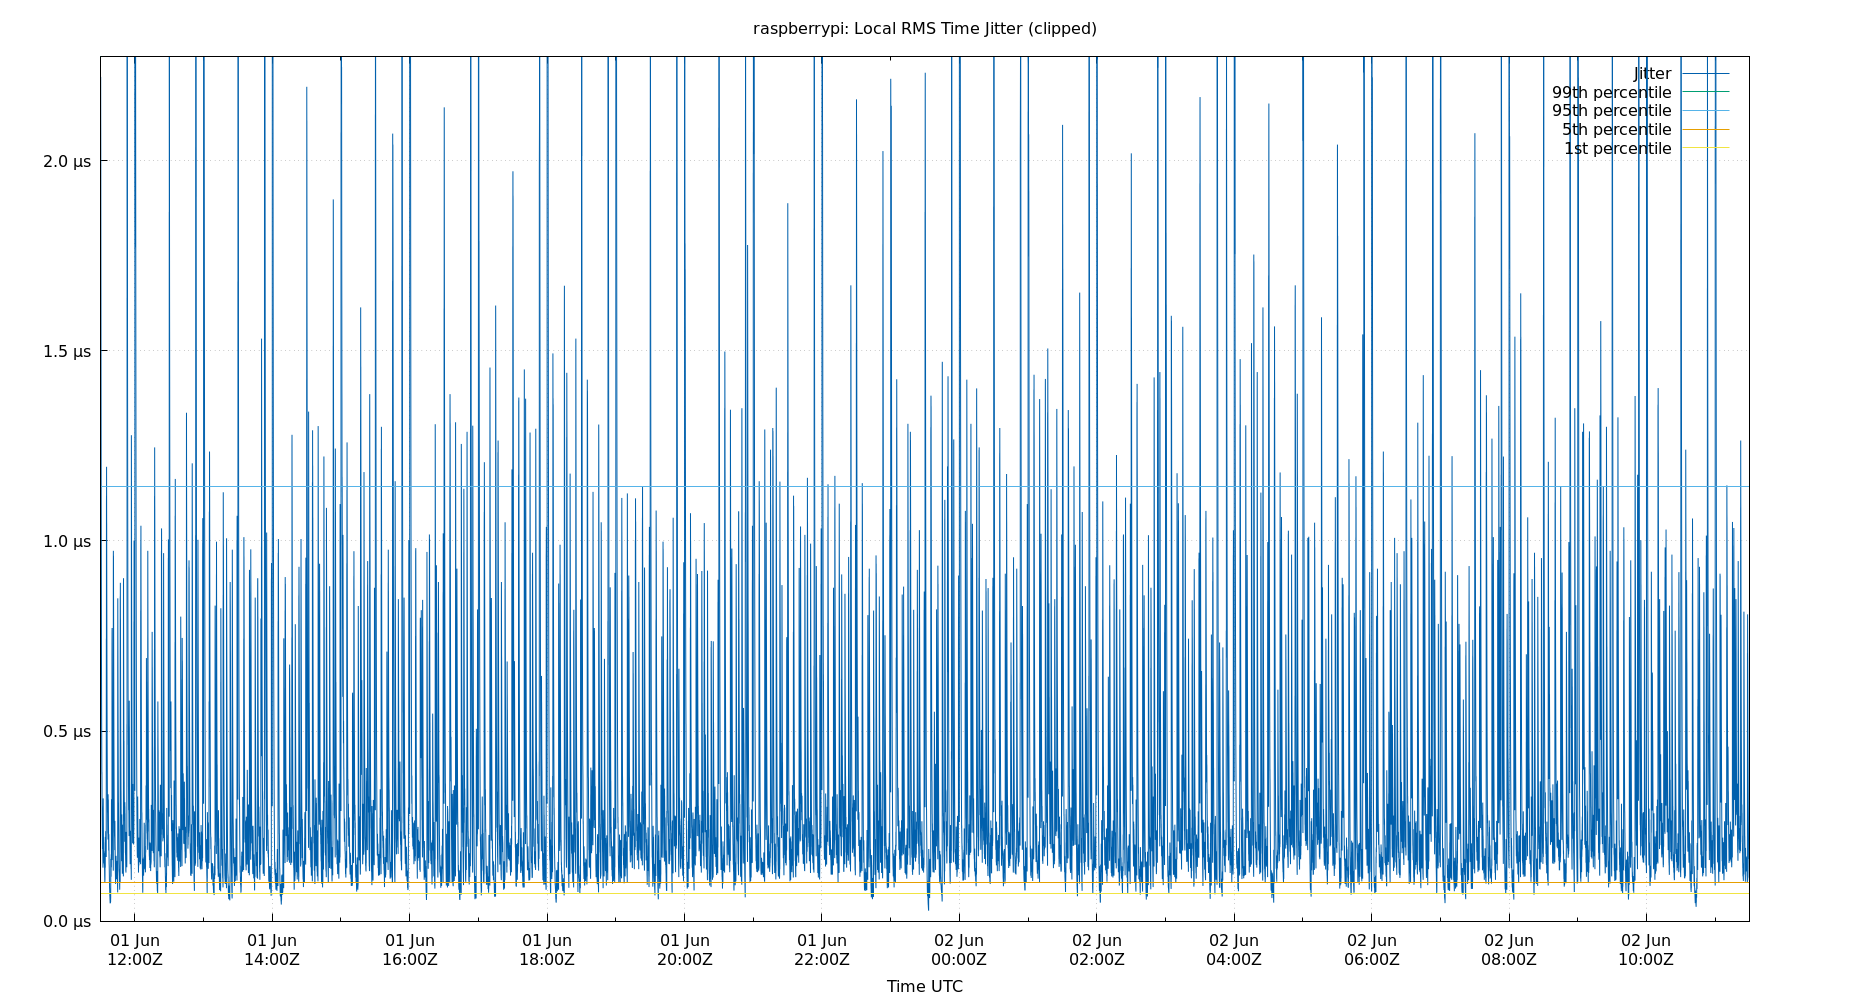 raspberrypi: Local RMS Time Jitter (clipped)
Jitter
99th percentile
95th percentile
5th percentile
1st percentile
2.0 µs
1.5 µs
1.0 µs
0.5 µs
0.0 µs
01 Jun 01 Jun 01 Jun 01 Jun 01 Jun 01 Jun 02 Jun 02 Jun 02 Jun 02 Jun 02 Jun 02 Jun
12:00Z 14:00Z 16:00Z 18:00Z 20:00Z 22:00Z 00:00Z 02:00Z 04:00Z 06:00Z 08:00Z 10:00Z
Time UTC